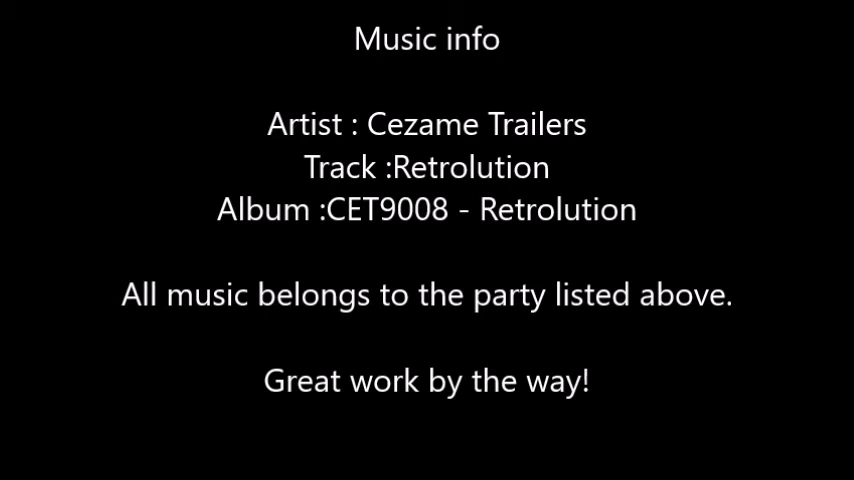 Music info
Artist : Cezame Trailers
Track :Retrolution
Album :CET9008 - Retrolution
All music belongs to the party listed above.
Great work by the way!